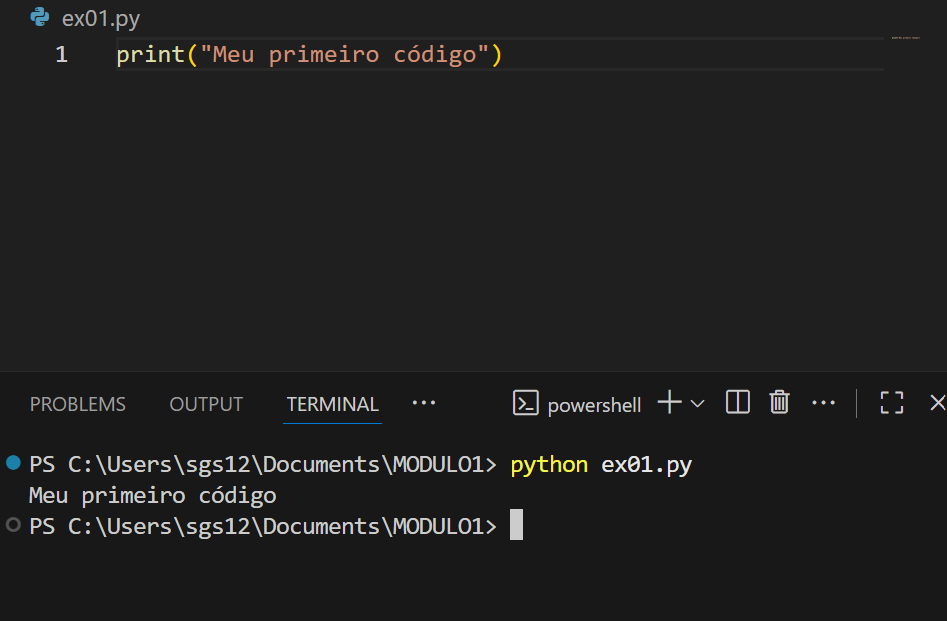 ex01.py
1 print("Meu primeiro código")
PROBLEMS OUTPUT TERMINAL ··· powershell
PS C:\Users\sgs12\Documents\MODULO1> python ex01.py
Meu primeiro código
PS C:\Users\sgs12\Documents\MODULO1>